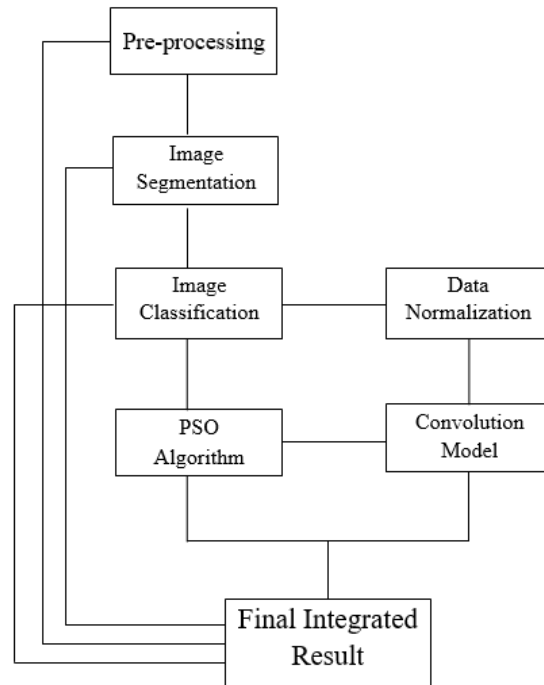 Pre-processing
Image
Segmentation
Image
Classification
Data
Normalization
PSO
Algorithm
Convolution
Model
Final Integrated
Result